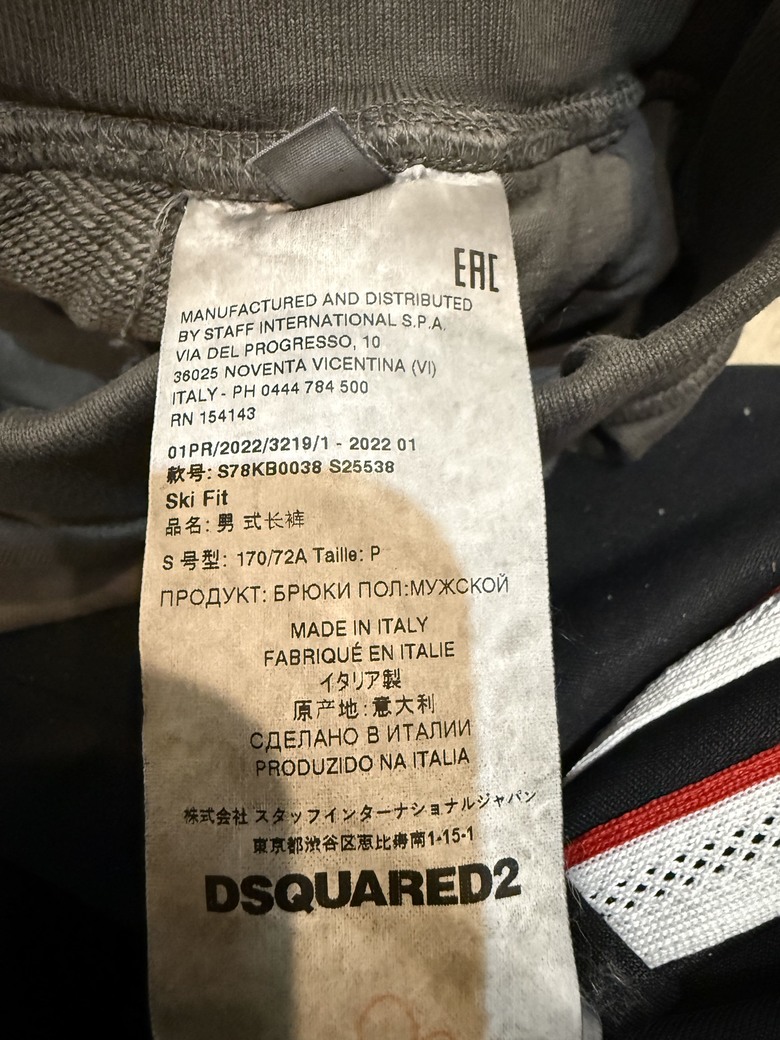 EAC
MANUFACTURED AND DISTRIBUTED
BY STAFF INTERNATIONAL S.P.A.
VIA DEL PROGRESSO, 10
36025 NOVENTA VICENTINA (VI)
ITALY - PH 0444 784 500
RN 154143
01PR/2022/3219/1 - 2022 01
款号: S78KB0038 S25538
Ski Fit
品名: 男式长裤
S 号型: 170/72A Taille: P
ПРОДУКТ: БРЮКИ ПОЛ:МУЖСКОЙ
MADE IN ITALY
FABRIQUÉ EN ITALIE
イタリア製
原产地:意大利
СДЕЛАНО В ИТАЛИИ
PRODUZIDO NA ITALIA
株式会社 スタッフインターナショナルジャパン
東京都渋谷区恵比寿南1-15-1
DSQUARED2